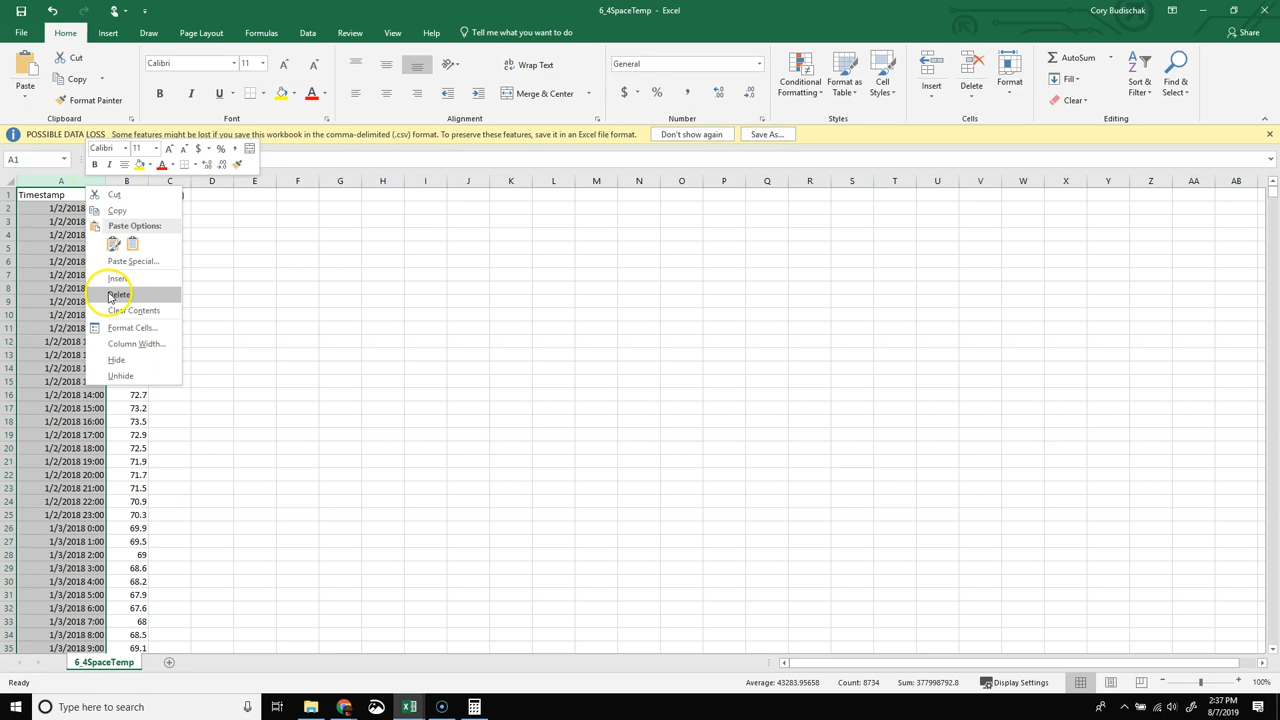 6_4SpaceTemp - Excel
Cory Budischak
File Home Insert Draw Page Layout Formulas Data Review View Help Tell me what you want to do Share
Paste Cut Copy Format Painter Clipboard
Calibri 11 B I U A Font
Wrap Text Merge & Center Alignment
General $ % , Number
Conditional Formatting Format as Table Cell Styles Styles
Insert Delete Format Cells
AutoSum Fill Clear Sort & Filter Find & Select Editing
POSSIBLE DATA LOSS Some features might be lost if you save this workbook in the comma-delimited (.csv) format. To preserve these features, save it in an Excel file format. Don't show again Save As...
Calibri 11 A A $ % ,
B I A
A1
A B C D E F G H I J K L M N O P Q R S T U V W X Y Z AA AB
1 Timestamp
2 1/2/2018
3 1/2/2018
4 1/2/2018
5 1/2/2018
6 1/2/2018
7 1/2/2018
8 1/2/2018
9 1/2/2018
10 1/2/2018
11 1/2/2018
12 1/2/2018 1
13 1/2/2018 1
14 1/2/2018 1
15 1/2/2018 1
Cut
Copy
Paste Options:
Paste Special...
Insert
Delete
Clear Contents
Format Cells...
Column Width...
Hide
Unhide
16 1/2/2018 14:00 72.7
17 1/2/2018 15:00 73.2
18 1/2/2018 16:00 73.5
19 1/2/2018 17:00 72.9
20 1/2/2018 18:00 72.5
21 1/2/2018 19:00 71.9
22 1/2/2018 20:00 71.7
23 1/2/2018 21:00 71.5
24 1/2/2018 22:00 70.9
25 1/2/2018 23:00 70.3
26 1/3/2018 0:00 69.9
27 1/3/2018 1:00 69.5
28 1/3/2018 2:00 69
29 1/3/2018 3:00 68.6
30 1/3/2018 4:00 68.2
31 1/3/2018 5:00 67.9
32 1/3/2018 6:00 67.6
33 1/3/2018 7:00 68
34 1/3/2018 8:00 68.5
35 1/3/2018 9:00 69.1
6_4SpaceTemp
Ready Average: 43283.95658 Count: 8734 Sum: 377998792.8 Display Settings 100%
Type here to search
2:37 PM
8/7/2019